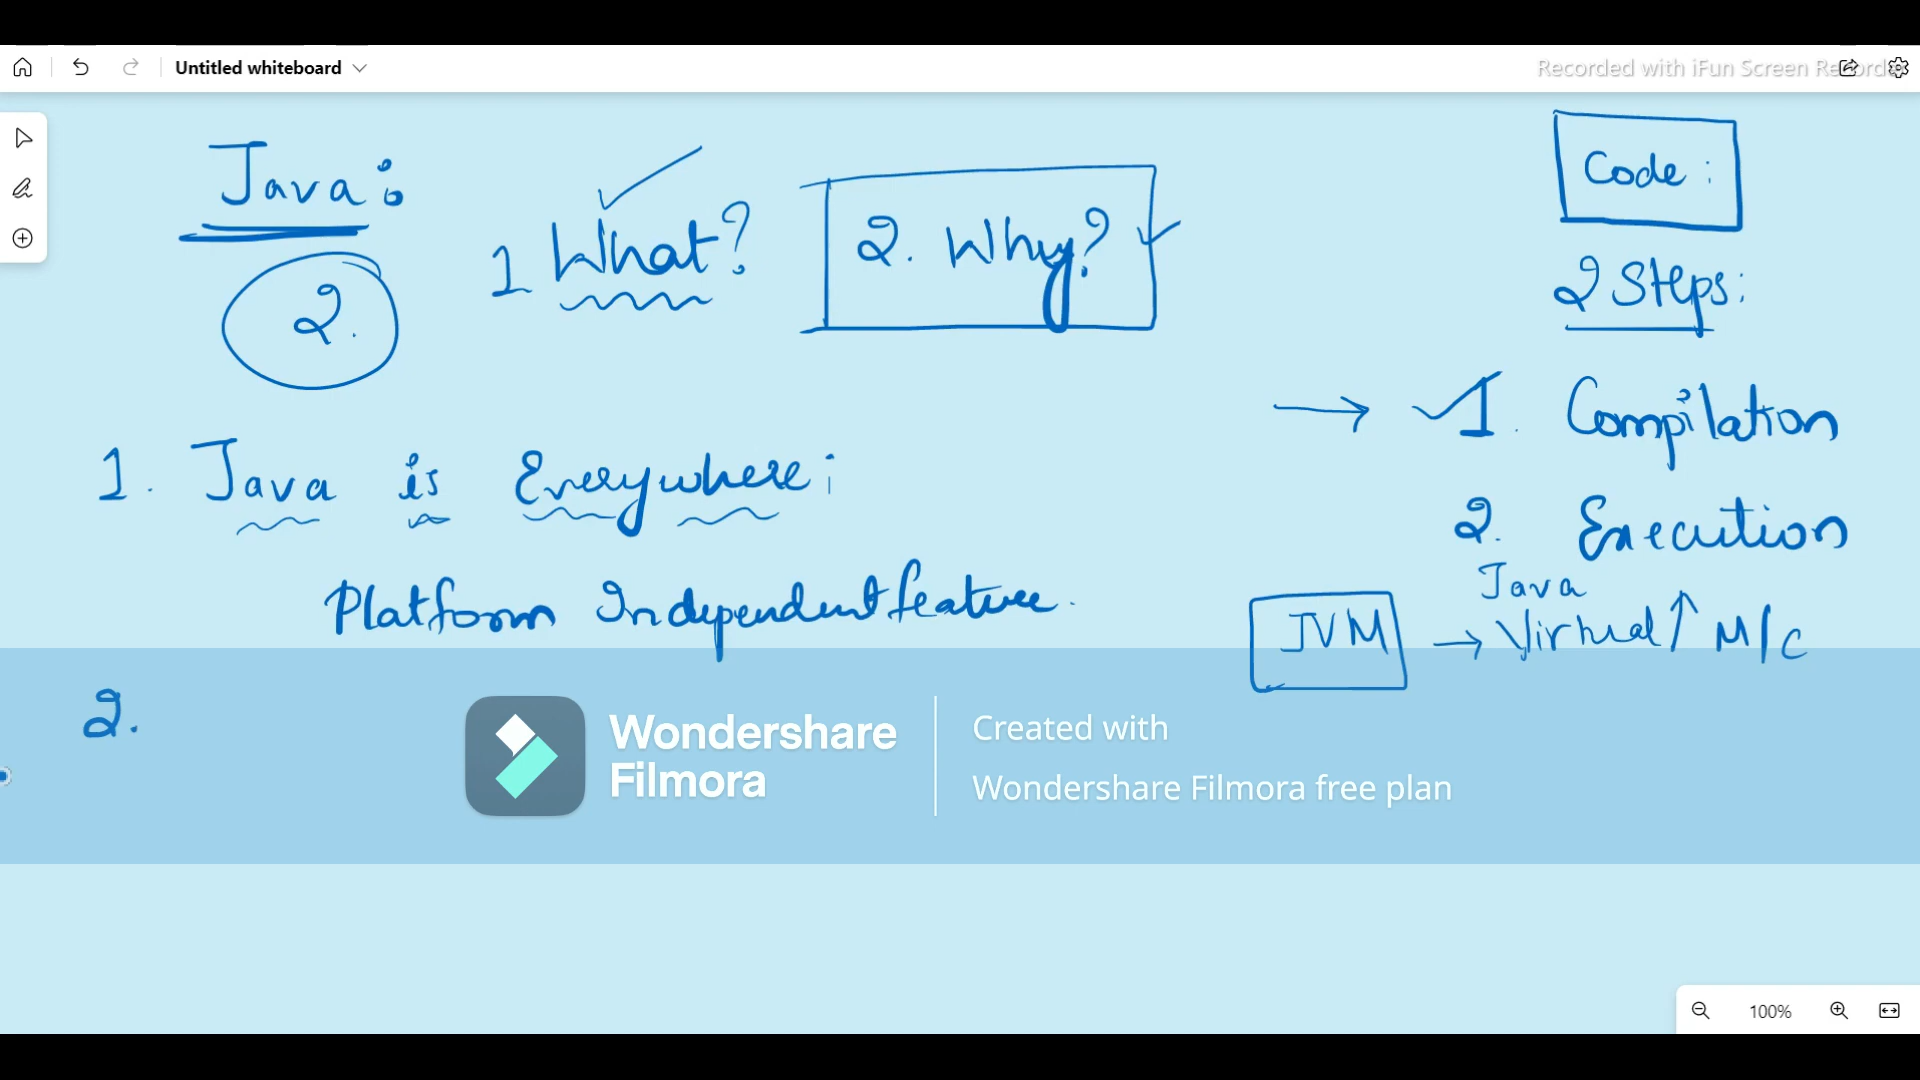 Untitled whiteboard
Recorded with iFun Screen Recorder
Java:
2.
1 What?
2. Why?
Code:
2 Steps:
1. Compilation
2. Execution
1. Java is Everywhere:
Platform Independent feature.
JVM → Java Virtual M/C
2.
Wondershare Filmora
Created with
Wondershare Filmora free plan
100%